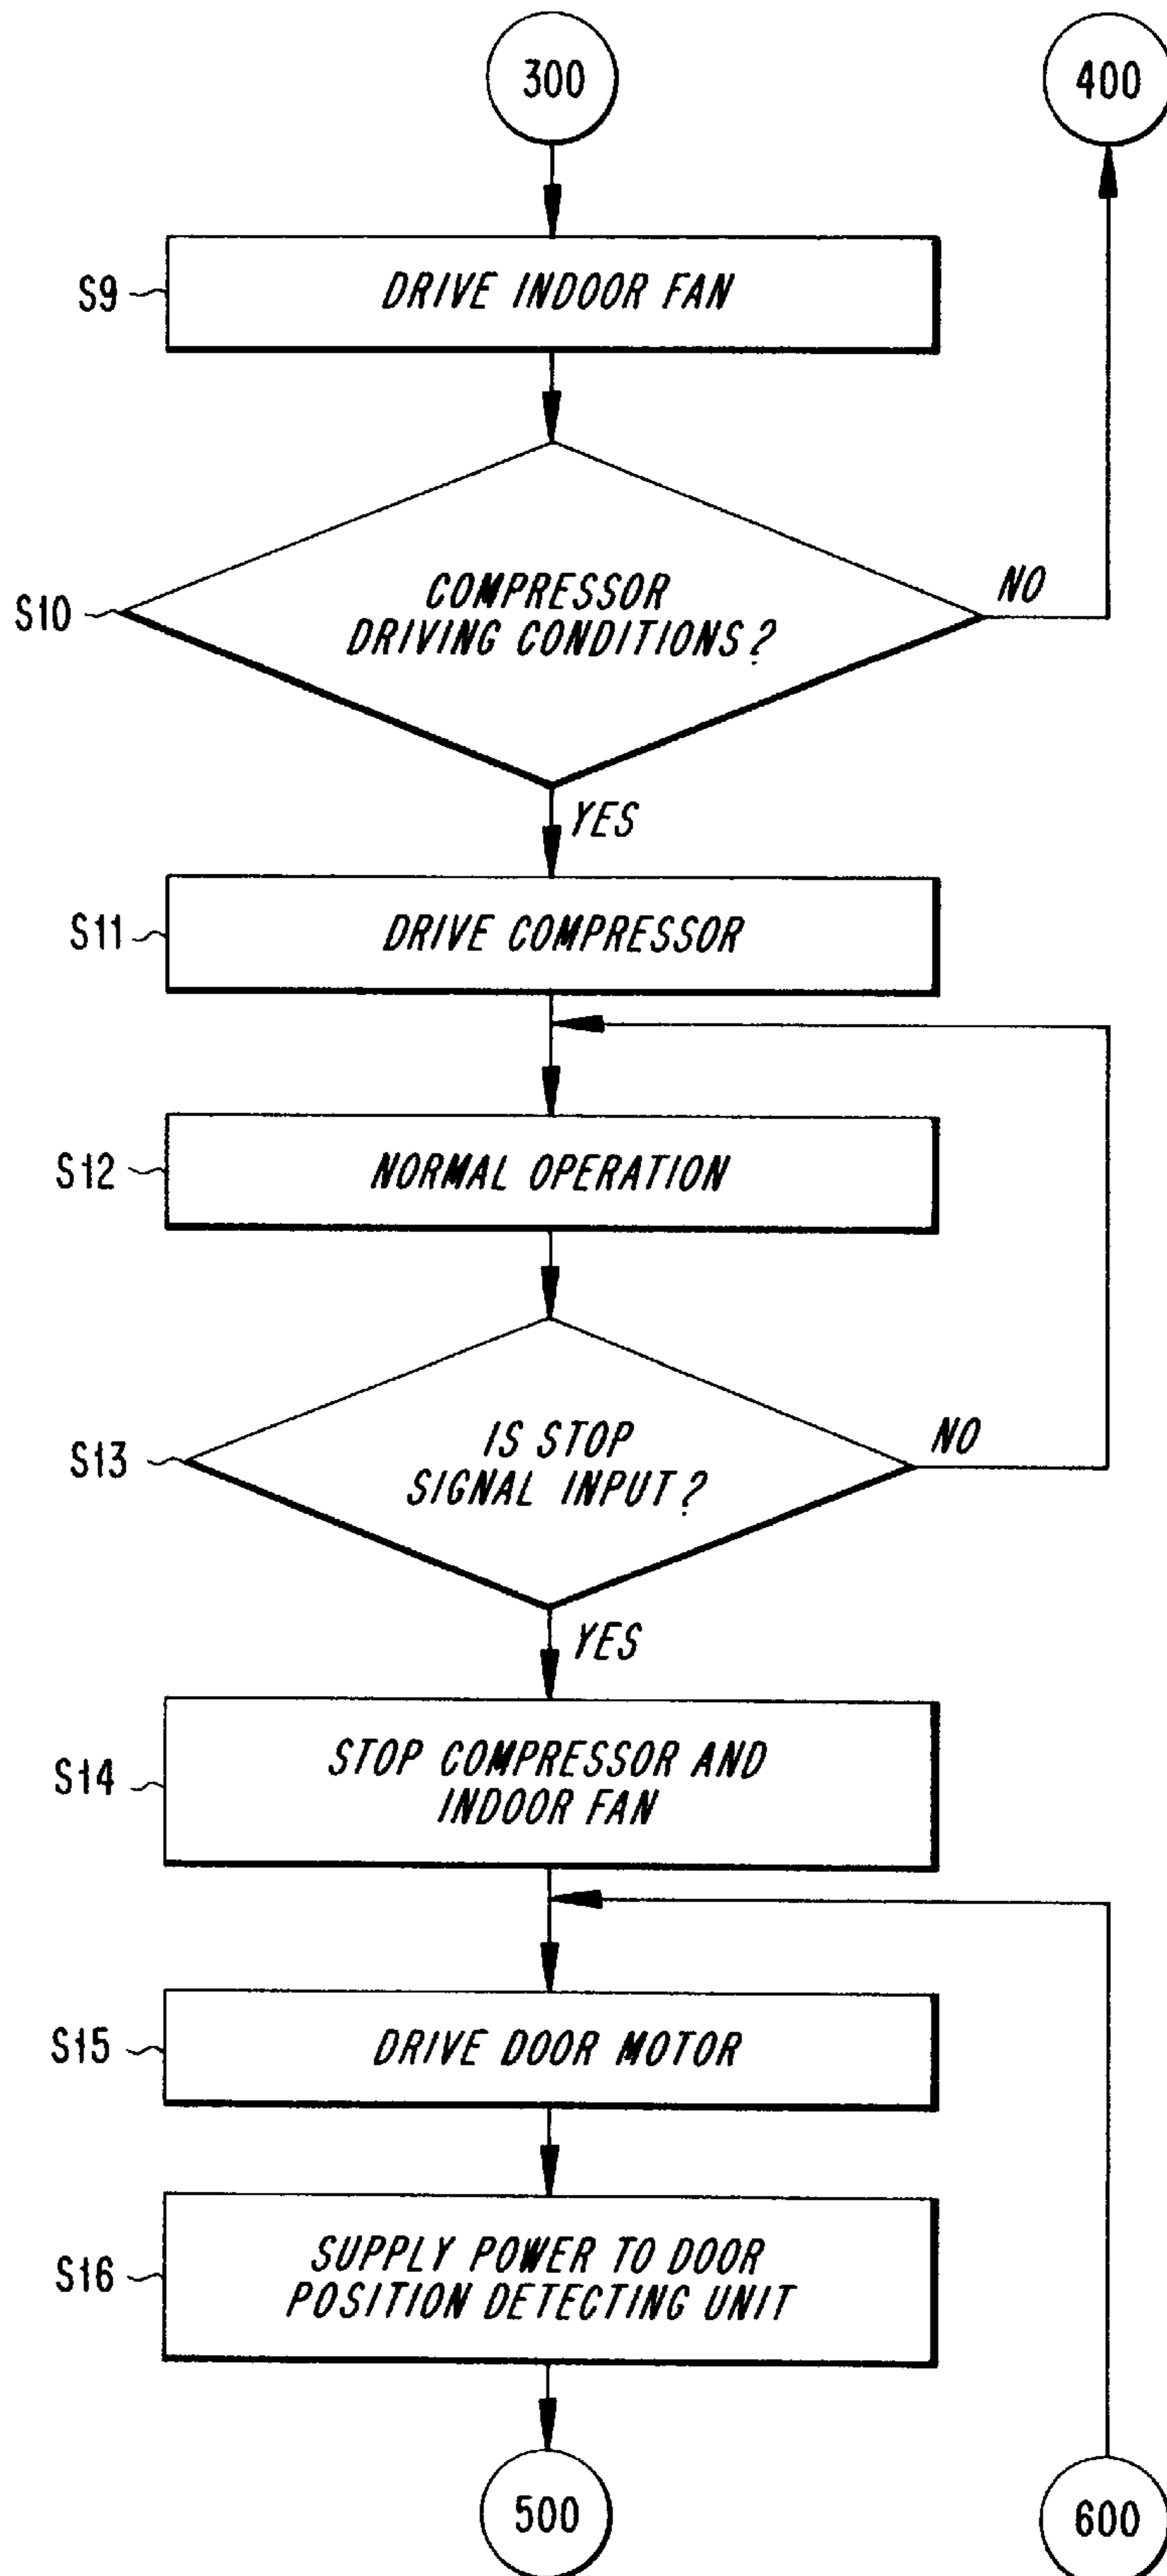 300
400
S9
DRIVE INDOOR FAN
S10
COMPRESSOR
DRIVING CONDITIONS?
NO
YES
S11
DRIVE COMPRESSOR
S12
NORMAL OPERATION
S13
IS STOP
SIGNAL INPUT?
NO
YES
S14
STOP COMPRESSOR AND
INDOOR FAN
S15
DRIVE DOOR MOTOR
S16
SUPPLY POWER TO DOOR
POSITION DETECTING UNIT
500
600